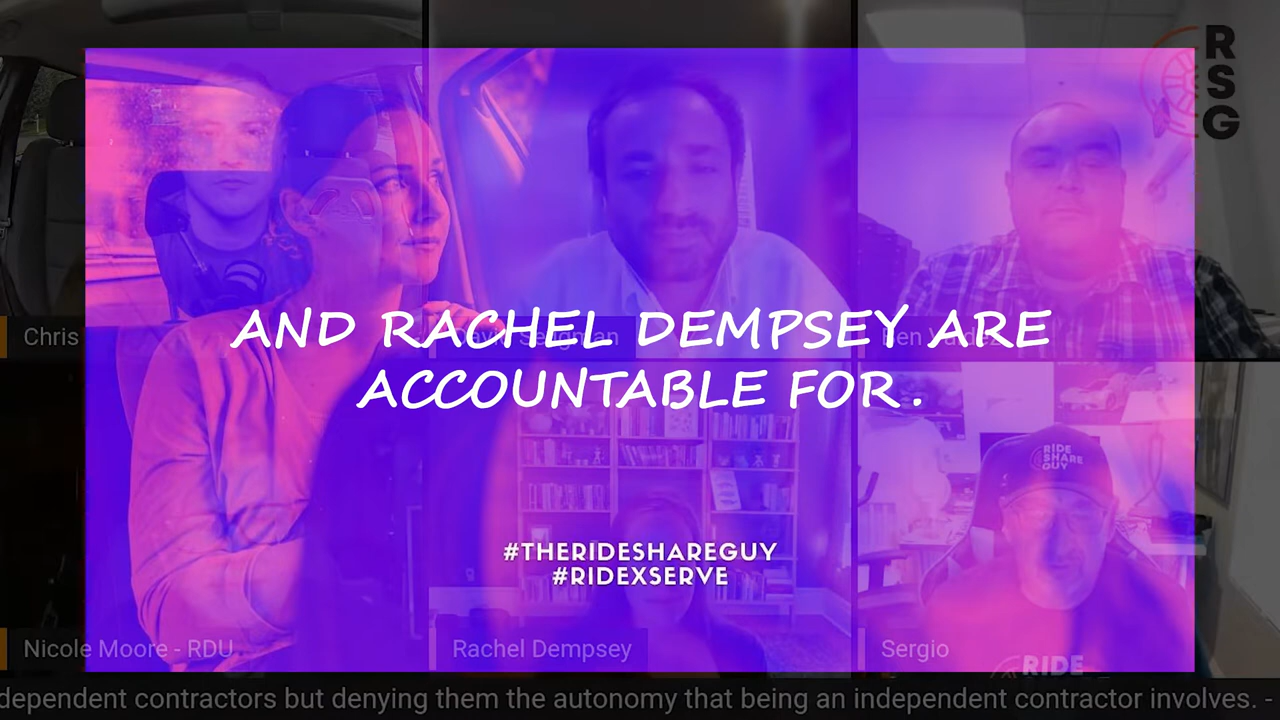 R
S
G
Chris
AND RACHEL DEMPSEY ARE
ACCOUNTABLE FOR.
RIDE
SHARE
GUY
#THERIDESHAREGUY
#RIDEXSERVE
Nicole Moore - RDU
Rachel Dempsey
Sergio
RIDE
dependent contractors but denying them the autonomy that being an independent contractor involves. -